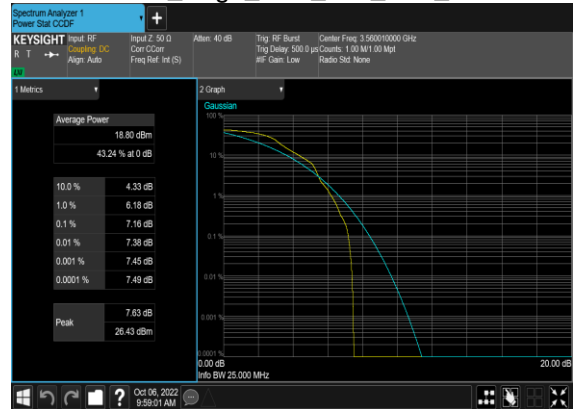 Spectrum Analyzer 1
Power Stat CCDF
+
KEYSIGHT
R T
LXI
Input: RF
Coupling: DC
Align: Auto
Input Z: 50 Ω
Corr CCorr
Freq Ref: Int (S)
Atten: 40 dB
Trig: RF Burst
Trig Delay: 500.0 µs
#IF Gain: Low
Center Freq: 3.560010000 GHz
Counts: 1.00 M/1.00 Mpt
Radio Std: None
1 Metrics
Average Power
18.80 dBm
43.24 % at 0 dB
10.0 % 4.33 dB
1.0 % 6.18 dB
0.1 % 7.16 dB
0.01 % 7.38 dB
0.001 % 7.45 dB
0.0001 % 7.49 dB
Peak
7.63 dB
26.43 dBm
2 Graph
Gaussian
100 %
10 %
1 %
0.1 %
0.01 %
0.001 %
0.0001 %
0.00 dB 20.00 dB
Info BW 25.000 MHz
?
Oct 06, 2022
9:59:01 AM